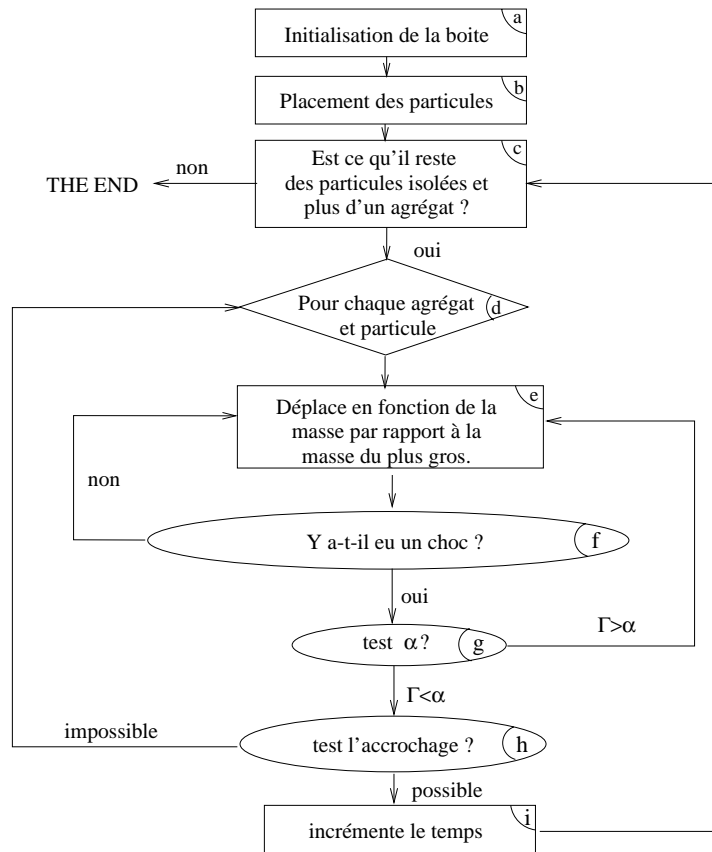 a
Initialisation de la boite
b
Placement des particules
c
Est ce qu'il reste
des particules isolées et
plus d'un agrégat ?
non
THE END
oui
Pour chaque agrégat
et particule
d
e
Déplace en fonction de la
masse par rapport à la
masse du plus gros.
non
Y a-t-il eu un choc ?
f
oui
test α?
g
Γ>α
Γ<α
impossible
test l'accrochage ?
h
possible
i
incrémente le temps